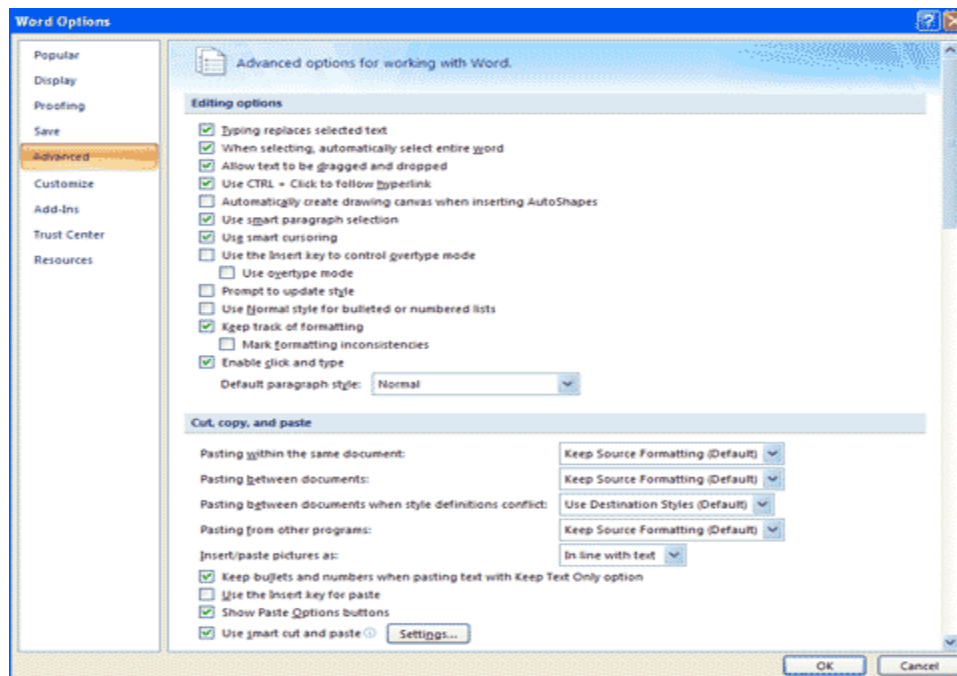 Word Options
Popular
Display
Proofing
Save
Advanced
Customize
Add-Ins
Trust Center
Resources
Advanced options for working with Word.
Editing options
Typing replaces selected text
When selecting, automatically select entire word
Allow text to be dragged and dropped
Use CTRL + Click to follow hyperlink
Automatically create drawing canvas when inserting AutoShapes
Use smart paragraph selection
Use smart cursoring
Use the Insert key to control overtype mode
Use overtype mode
Prompt to update style
Use Normal style for bulleted or numbered lists
Keep track of formatting
Mark formatting inconsistencies
Enable click and type
Default paragraph style: Normal
Cut, copy, and paste
Pasting within the same document: Keep Source Formatting (Default)
Pasting between documents: Keep Source Formatting (Default)
Pasting between documents when style definitions conflict: Use Destination Styles (Default)
Pasting from other programs: Keep Source Formatting (Default)
Insert/paste pictures as: In line with text
Keep bullets and numbers when pasting text with Keep Text Only option
Use the Insert key for paste
Show Paste Options buttons
Use smart cut and paste Settings...
OK Cancel